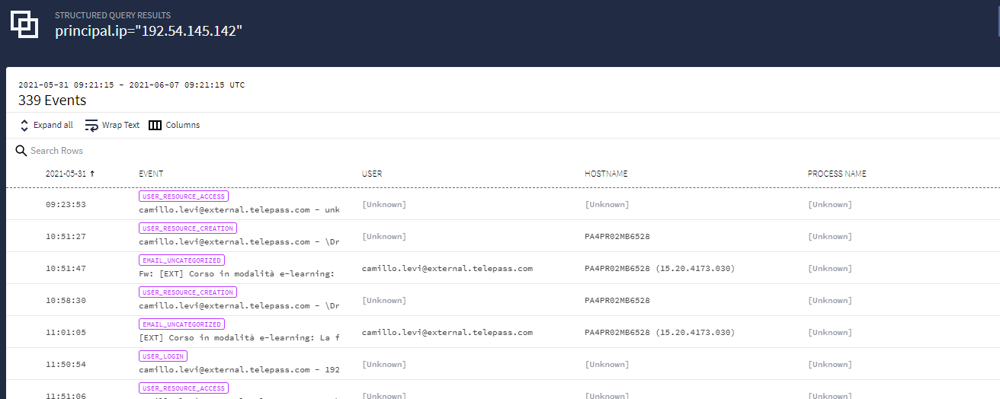 STRUCTURED QUERY RESULTS
principal.ip="192.54.145.142"
2021-05-31 09:21:15 - 2021-06-07 09:21:15 UTC
339 Events
Expand all Wrap Text Columns
Search Rows
2021-05-31 ↑ EVENT USER HOSTNAME PROCESS NAME
USER_RESOURCE_ACCESS
09:23:53 camillo.levi@external.telepass.com - unk [Unknown] [Unknown] [Unknown]
USER_RESOURCE_CREATION
10:51:27 camillo.levi@external.telepass.com - \Dr [Unknown] PA4PR02MB6528 [Unknown]
EMAIL_UNCATEGORIZED
10:51:47 Fw: [EXT] Corso in modalità e-learning: camillo.levi@external.telepass.com PA4PR02MB6528 (15.20.4173.030) [Unknown]
USER_RESOURCE_CREATION
10:58:30 camillo.levi@external.telepass.com - \Dr [Unknown] PA4PR02MB6528 [Unknown]
EMAIL_UNCATEGORIZED
11:01:05 [EXT] Corso in modalità e-learning: La f camillo.levi@external.telepass.com PA4PR02MB6528 (15.20.4173.030) [Unknown]
USER_LOGIN
11:50:54 camillo.levi@external.telepass.com - 192 [Unknown] [Unknown] [Unknown]
USER_RESOURCE_ACCESS
11:51:06 [Unknown] [Unknown] [Unknown]